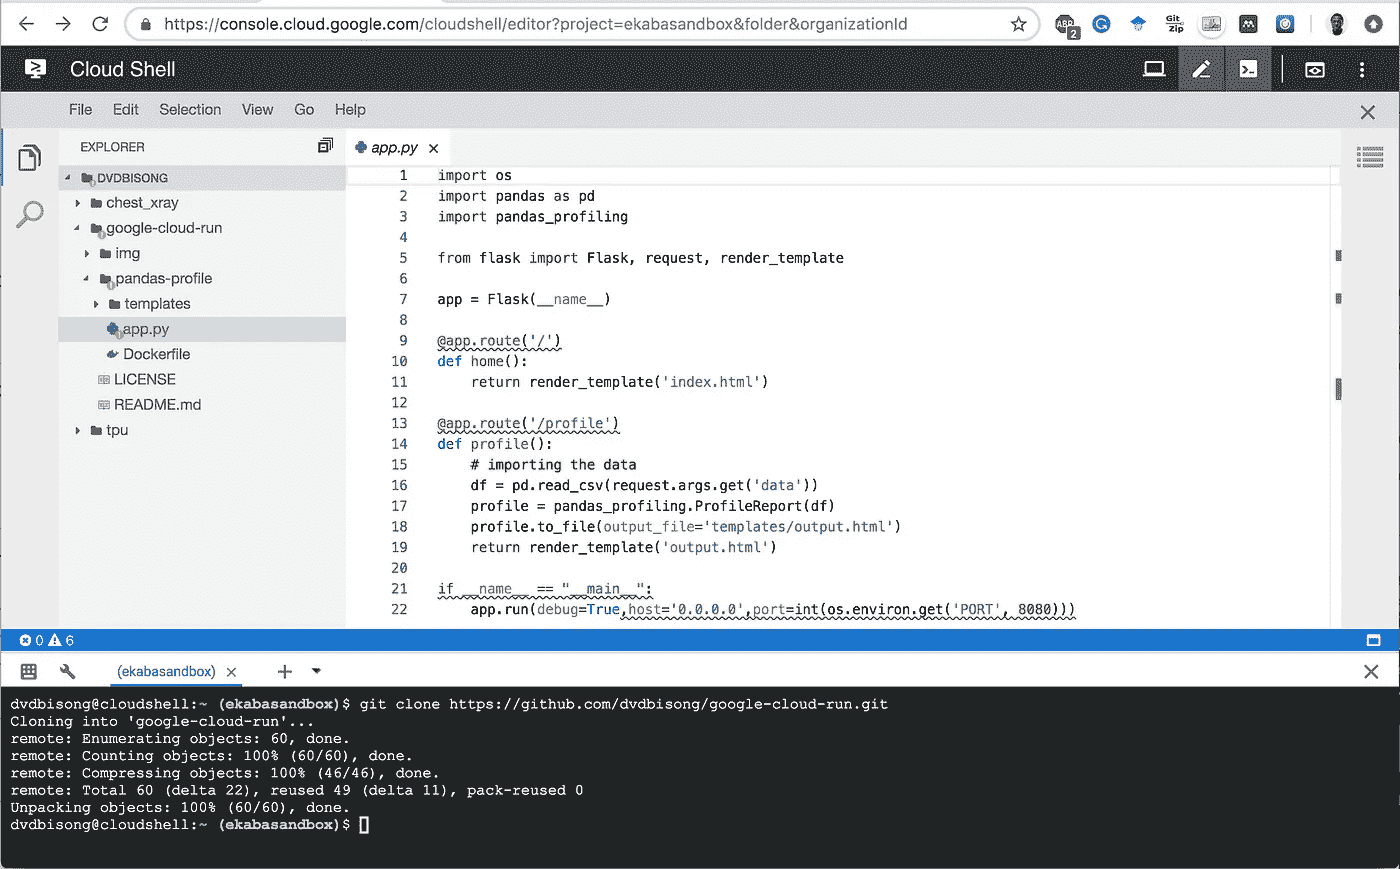 https://console.cloud.google.com/cloudshell/editor?project=ekabasandbox&folder&organizationId
ABP
2
Git
zip
Cloud Shell
File Edit Selection View Go Help
EXPLORER
app.py
DVDBISONG
chest_xray
google-cloud-run
img
pandas-profile
templates
app.py
Dockerfile
LICENSE
README.md
tpu
1 import os
2 import pandas as pd
3 import pandas_profiling
4
5 from flask import Flask, request, render_template
6
7 app = Flask(__name__)
8
9 @app.route('/')
10 def home():
11     return render_template('index.html')
12
13 @app.route('/profile')
14 def profile():
15     # importing the data
16     df = pd.read_csv(request.args.get('data'))
17     profile = pandas_profiling.ProfileReport(df)
18     profile.to_file(output_file='templates/output.html')
19     return render_template('output.html')
20
21 if __name__ == "__main__":
22     app.run(debug=True,host='0.0.0.0',port=int(os.environ.get('PORT', 8080)))
0 6
(ekabasandbox)
dvdbisong@cloudshell:~ (ekabasandbox)$ git clone https://github.com/dvdbisong/google-cloud-run.git
Cloning into 'google-cloud-run'...
remote: Enumerating objects: 60, done.
remote: Counting objects: 100% (60/60), done.
remote: Compressing objects: 100% (46/46), done.
remote: Total 60 (delta 22), reused 49 (delta 11), pack-reused 0
Unpacking objects: 100% (60/60), done.
dvdbisong@cloudshell:~ (ekabasandbox)$